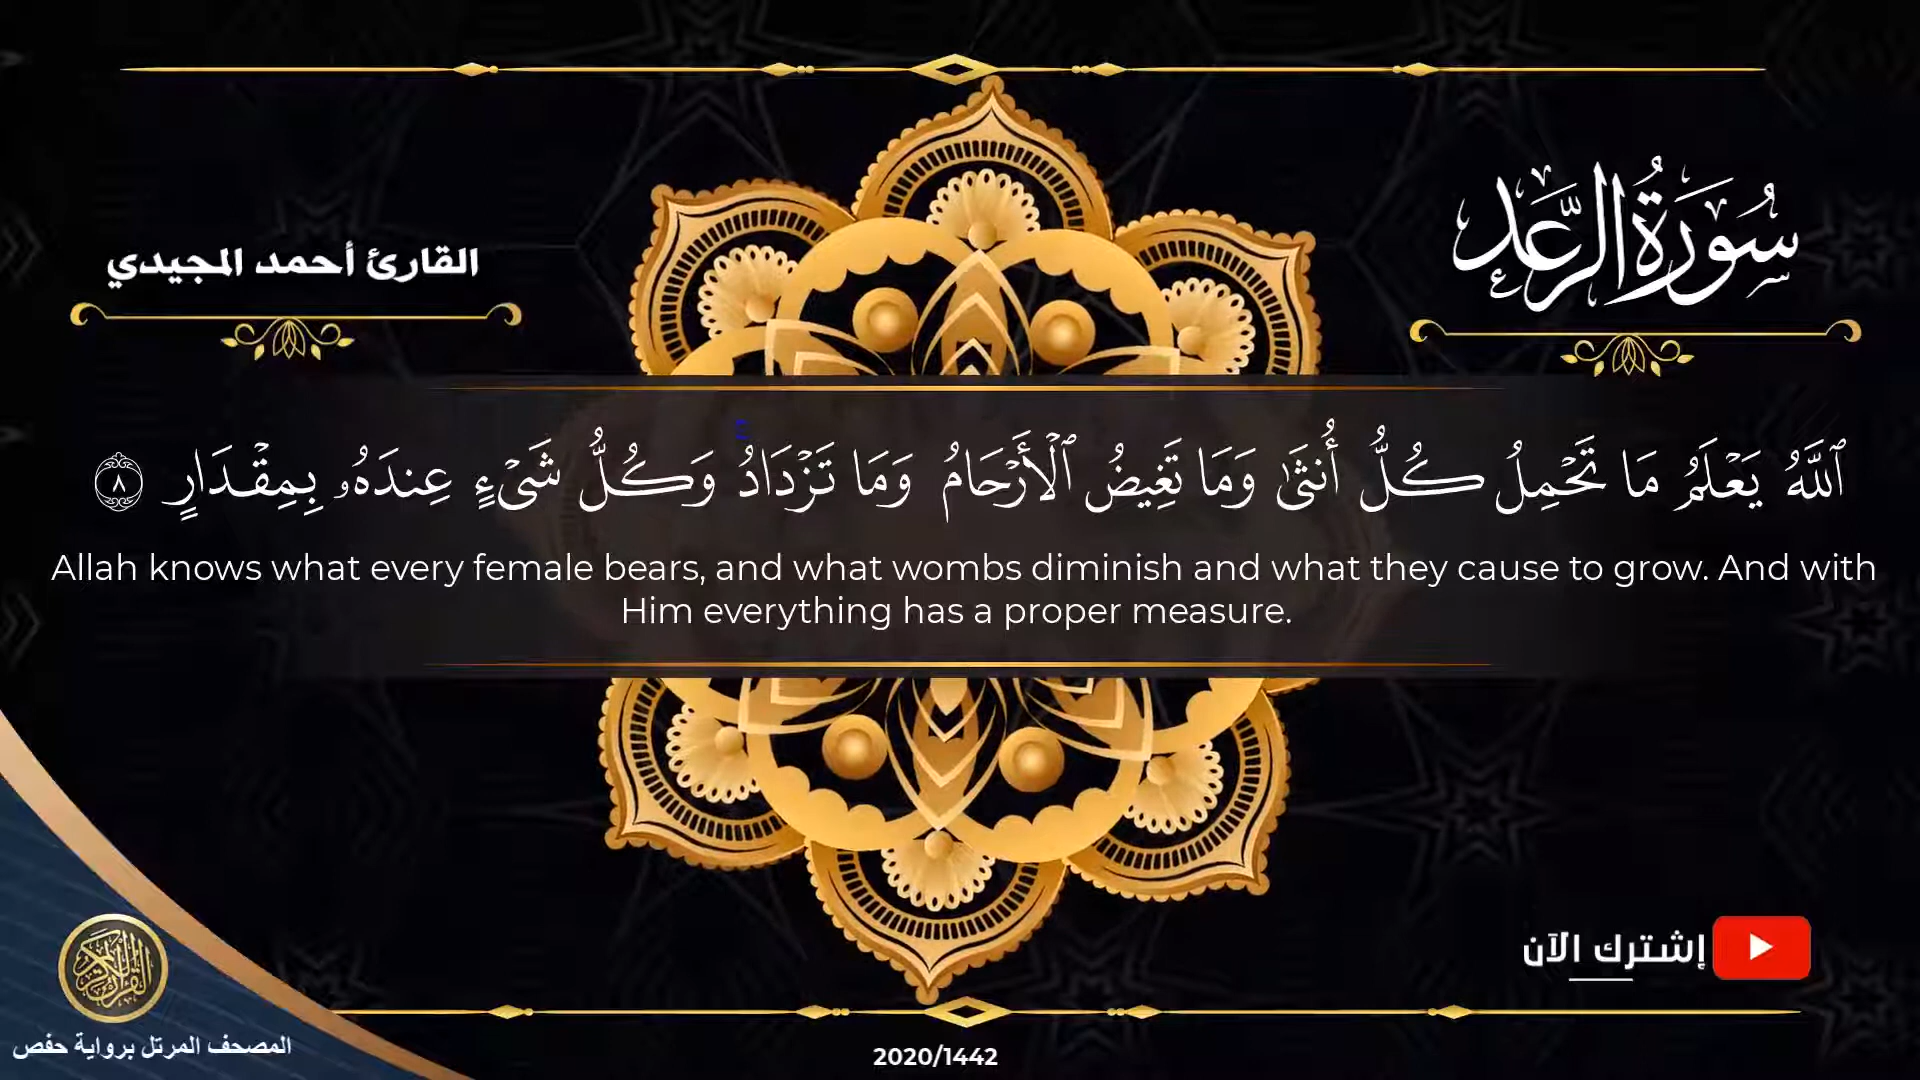 سُورَةُ الرَّعْدِ
القارئ أحمد المجيدي
ٱللَّهُ يَعْلَمُ مَا تَحْمِلُ كُلُّ أُنثَىٰ وَمَا تَغِيضُ ٱلْأَرْحَامُ وَمَا تَزْدَادُ وَكُلُّ شَىْءٍ عِندَهُۥ بِمِقْدَارٍ ٨
Allah knows what every female bears, and what wombs diminish and what they cause to grow. And with
Him everything has a proper measure.
إشترك الآن
القرآن الكريم
المصحف المرتل برواية حفص
2020/1442